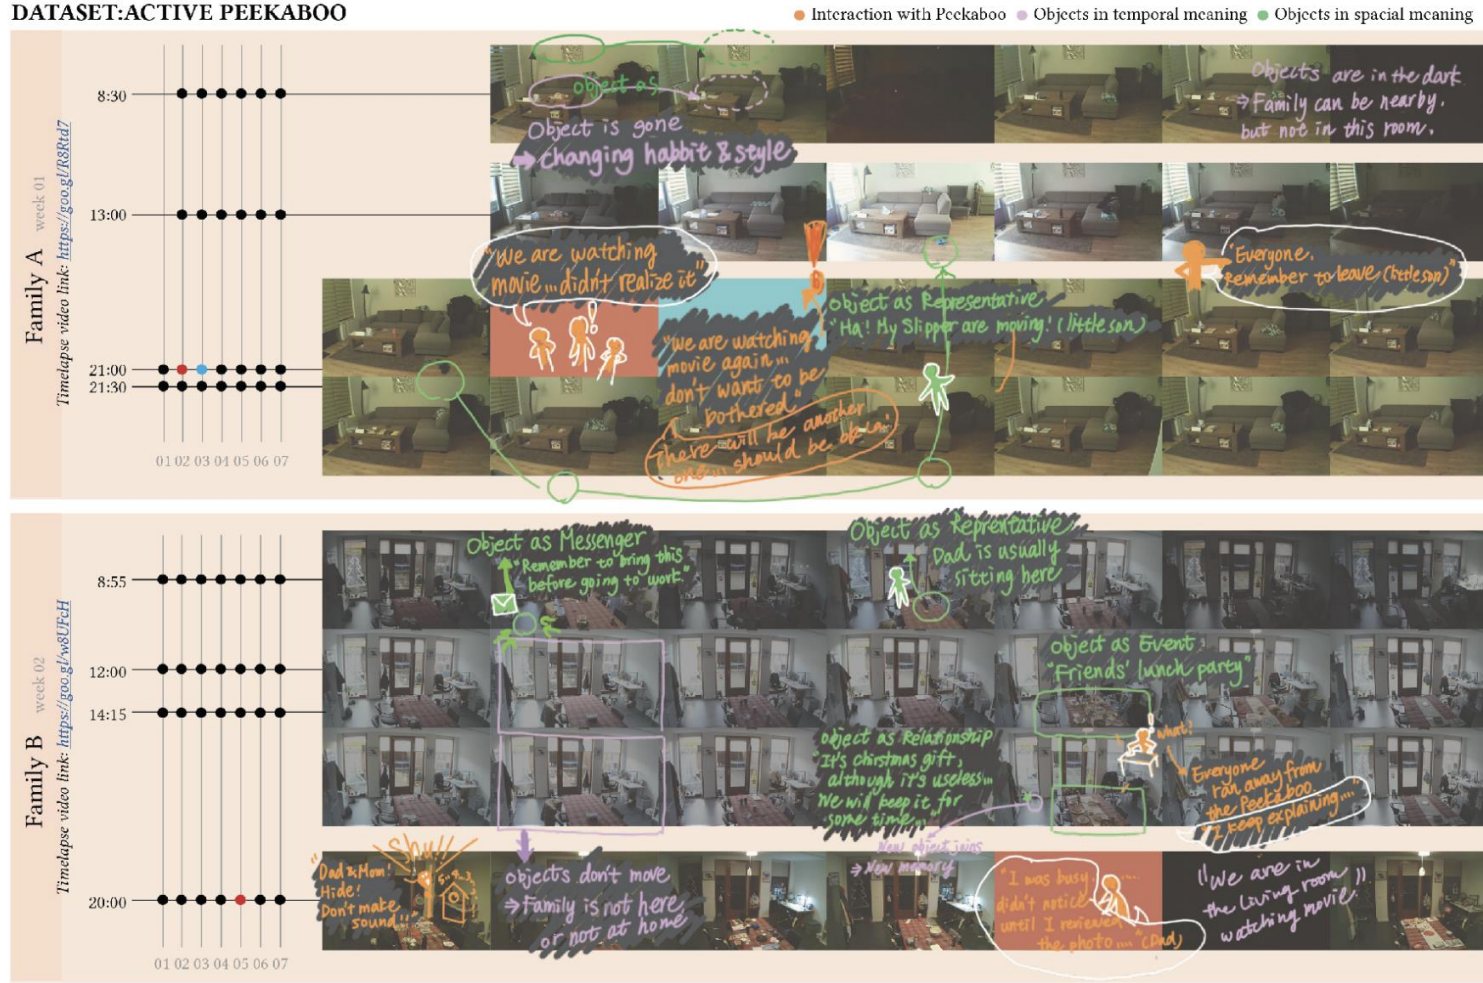 DATASET:ACTIVE PEEKABOO
Interaction with Peekaboo
Objects in temporal meaning
Objects in spacial meaning
Family A
week 01
Timelapse video link: https://goo.gl/R8Rtd7
8:30
13:00
21:00
21:30
01 02 03 04 05 06 07
object as
Object is gone
→ changing habbit & style
Objects are in the dark
→ Family can be nearby.
but not in this room.
"We are watching
movie... didn't realize it"
"We are watching
movie again...
don't want to be
bothered"
There will be another
one... should be ok
Object as Representative
"Ha! My Slipper are moving! (little son)
"Everyone.
Remember to leave (little son)"
Family B
week 02
Timelapse video link: https://goo.gl/w8UFcH
8:55
12:00
14:15
20:00
01 02 03 04 05 06 07
Object as Messenger
"Remember to bring this
before going to work."
Object as Reprentative
Dad is usually
sitting here
object as Event
"Friends' lunch party"
object as Relationship
"It's chirstmas gift,
although it's useless...
We will keep it for
some time..."
what!
Everyone
ran away from
the Peekaboo
"I keep explaining...."
New object joins
→ New memory
Shu!!
"Dad & Mom!
Hide!
Don't make
sound!!"
5..4..3..
objects don't move
→ Family is not here
or not at home
"I was busy
didn't notice
until I reviewed
the photo...." (Dad)
"We are in
the living room
watching movie."